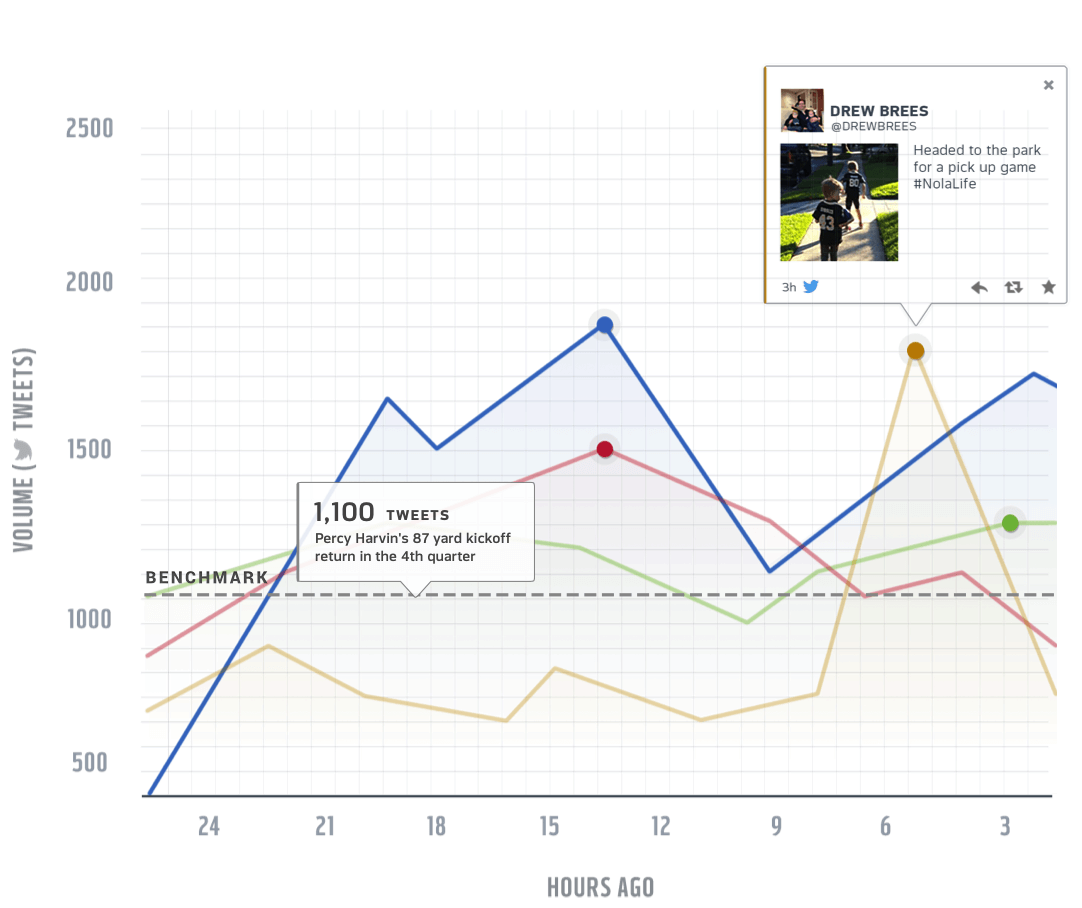 2500
2000
1500
1000
500
VOLUME ( TWEETS)
DREW BREES
@DREWBREES
Headed to the park
for a pick up game
#NolaLife
80
43
3h
1,100 TWEETS
Percy Harvin's 87 yard kickoff
return in the 4th quarter
BENCHMARK
24 21 18 15 12 9 6 3
HOURS AGO